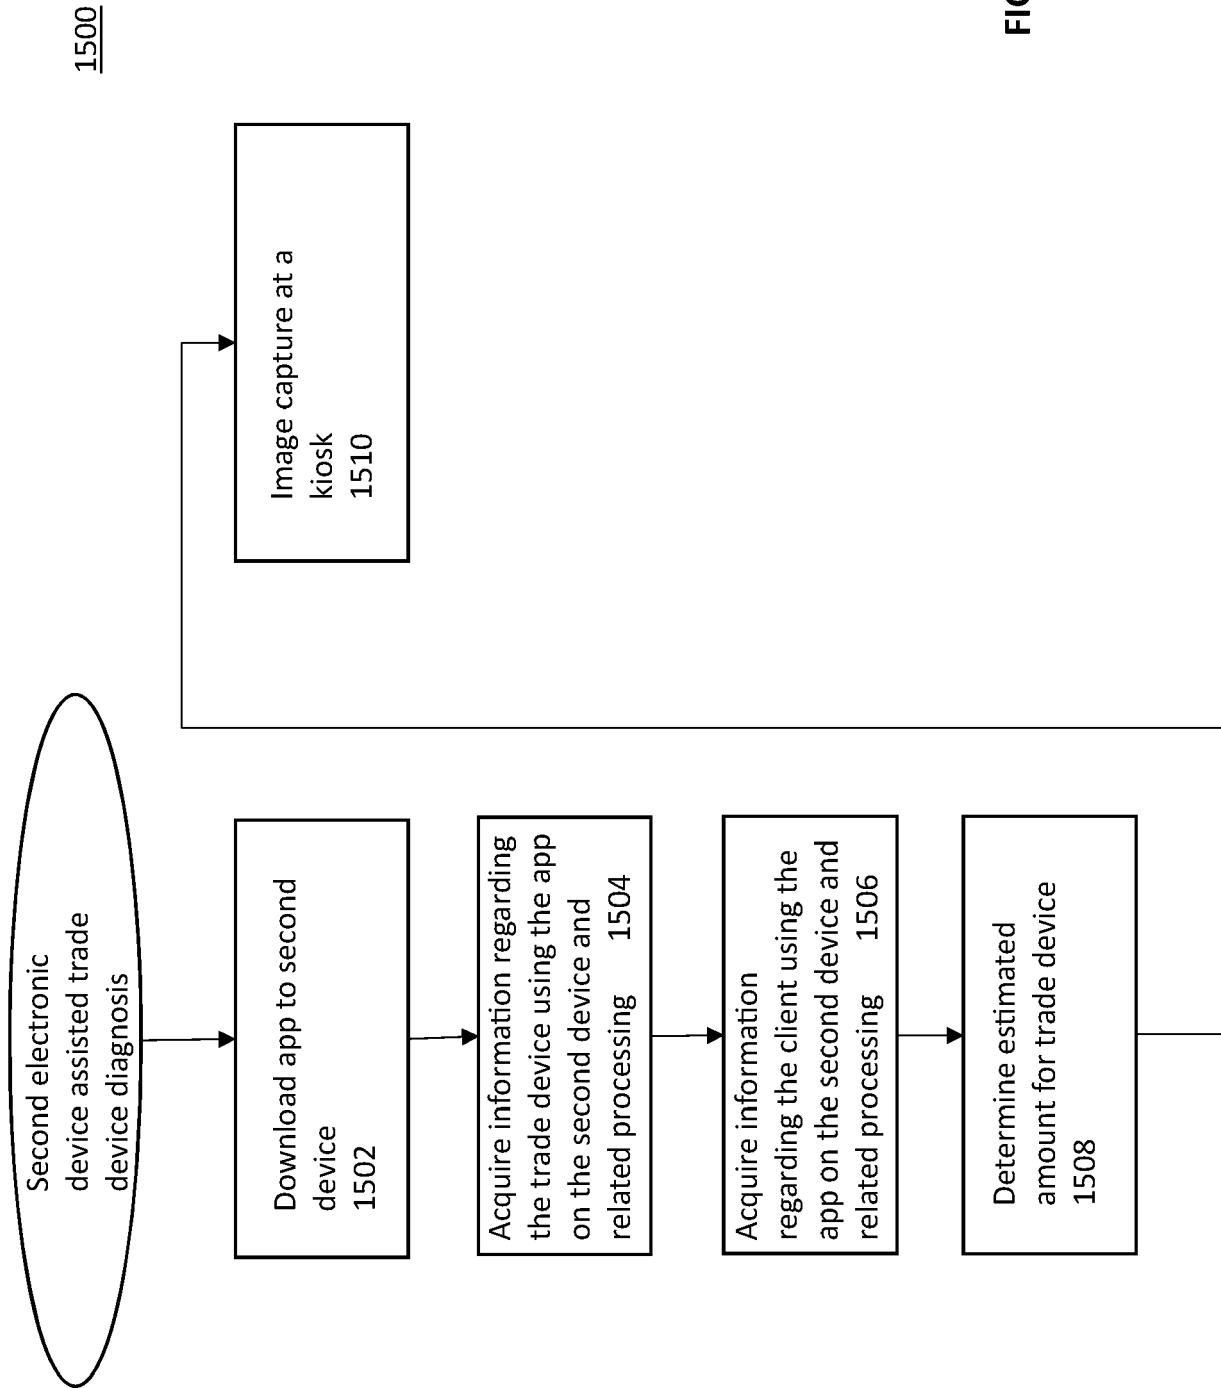 1500
Second electronic
device assisted trade
device diagnosis
Download app to second
device
1502
Acquire information regarding
the trade device using the app
on the second device and
related processing 1504
Acquire information
regarding the client using the
app on the second device and
related processing 1506
Determine estimated
amount for trade device
1508
Image capture at a
kiosk
1510